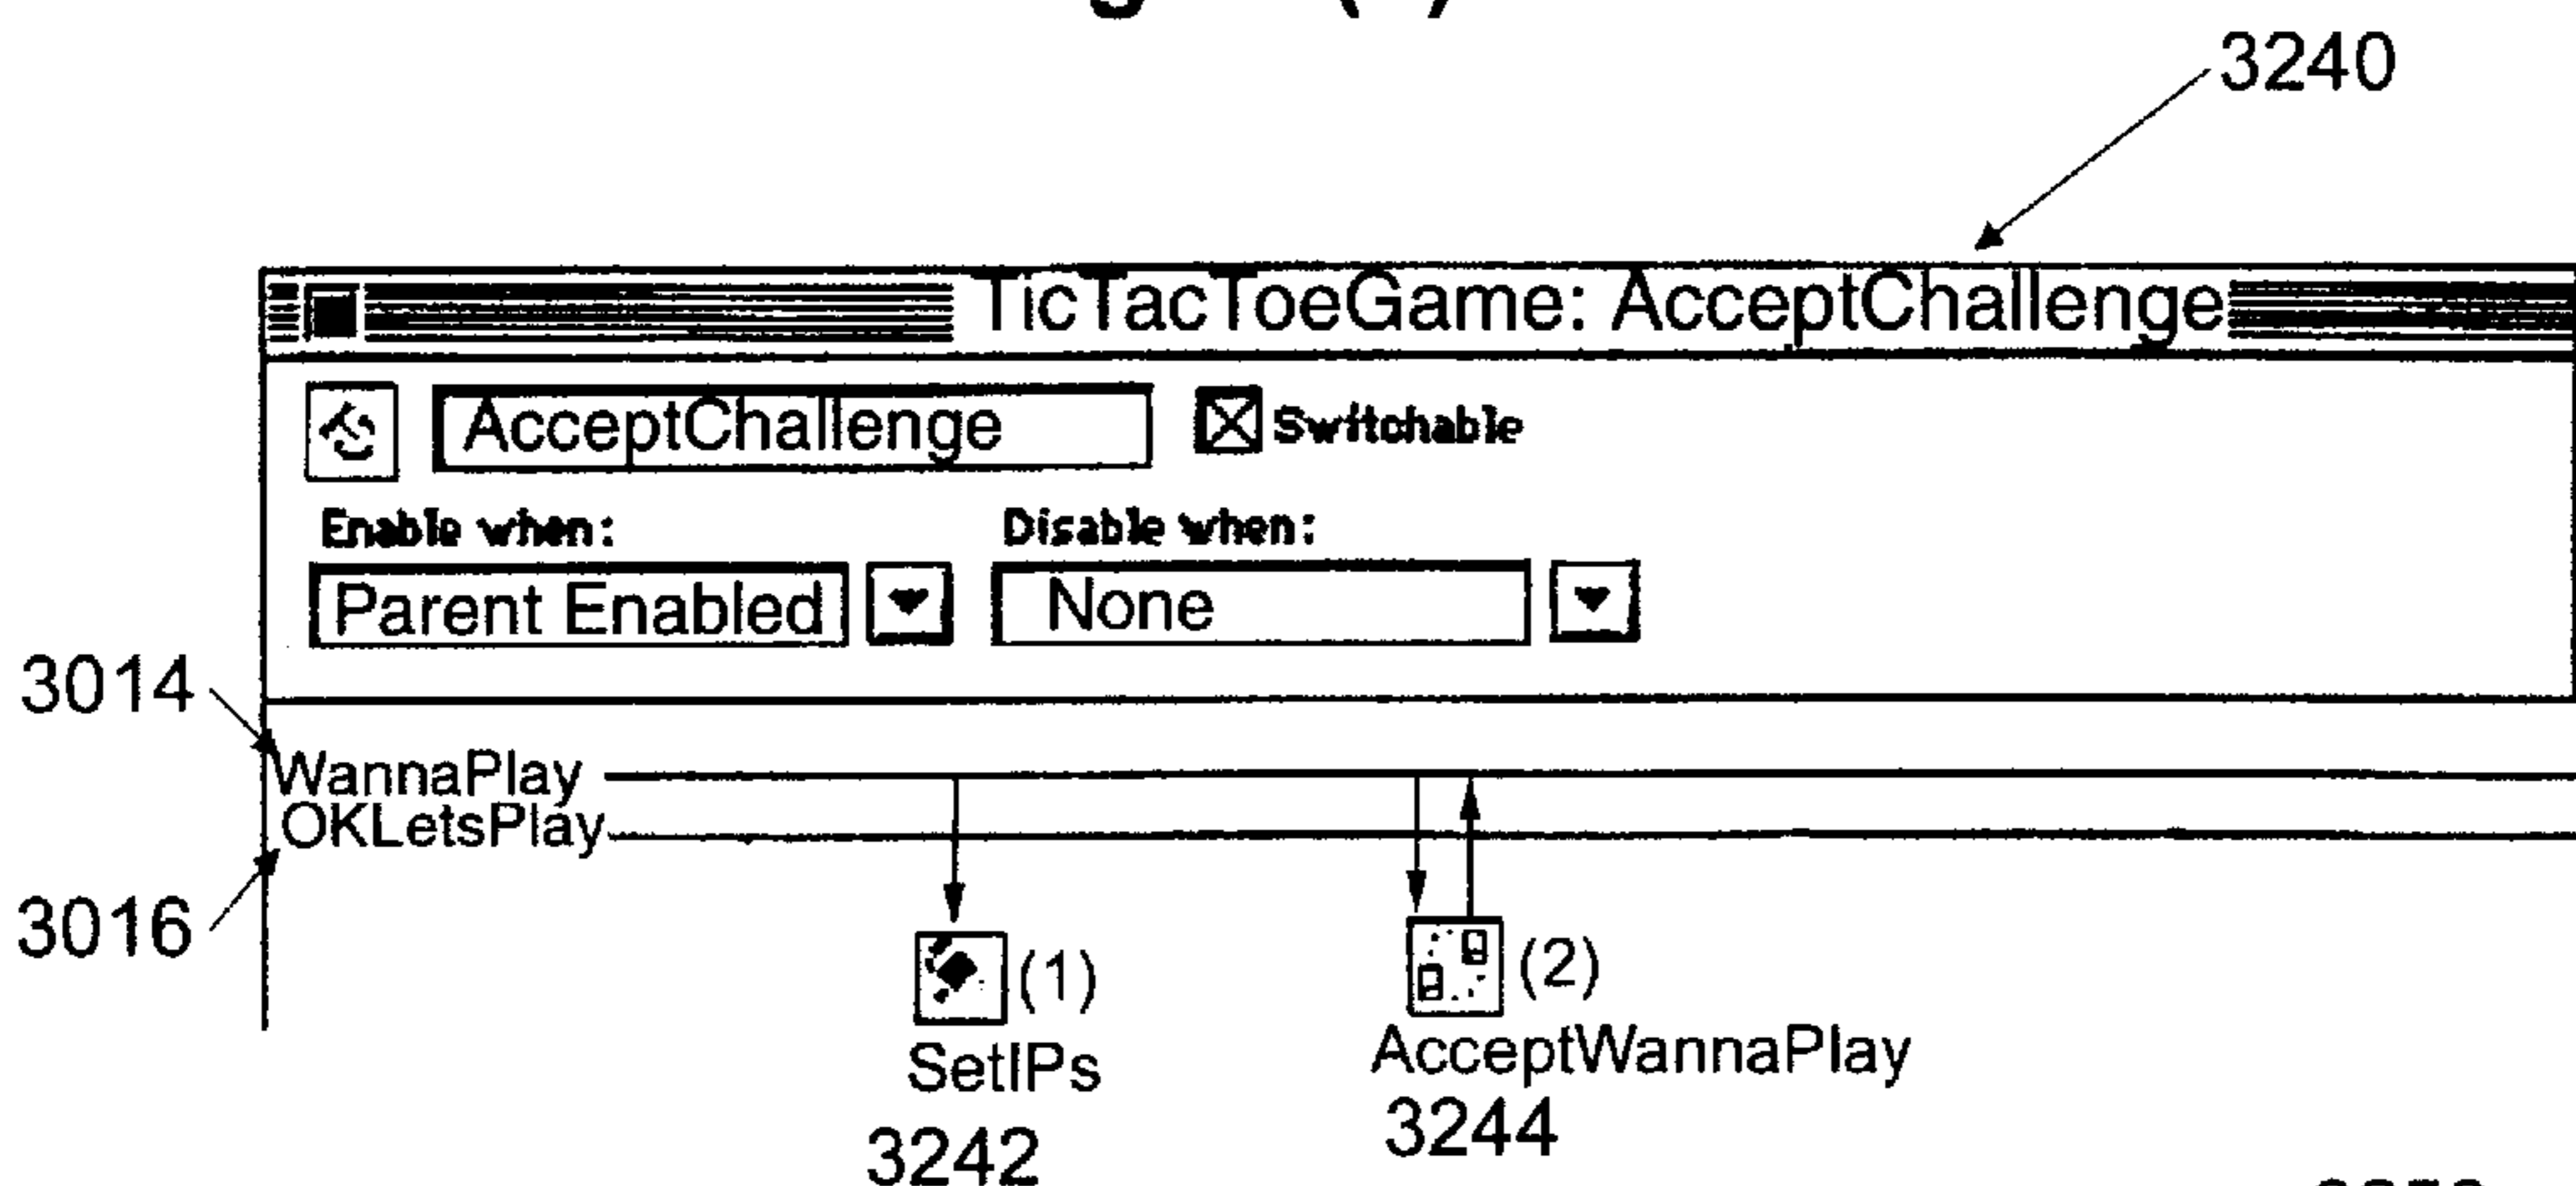 3240
TicTacToeGame: AcceptChallenge
AcceptChallenge Switchable
Enable when: Disable when:
Parent Enabled None
3014
WannaPlay
OKLetsPlay
3016
(1) (2)
SetIPs AcceptWannaPlay
3242 3244